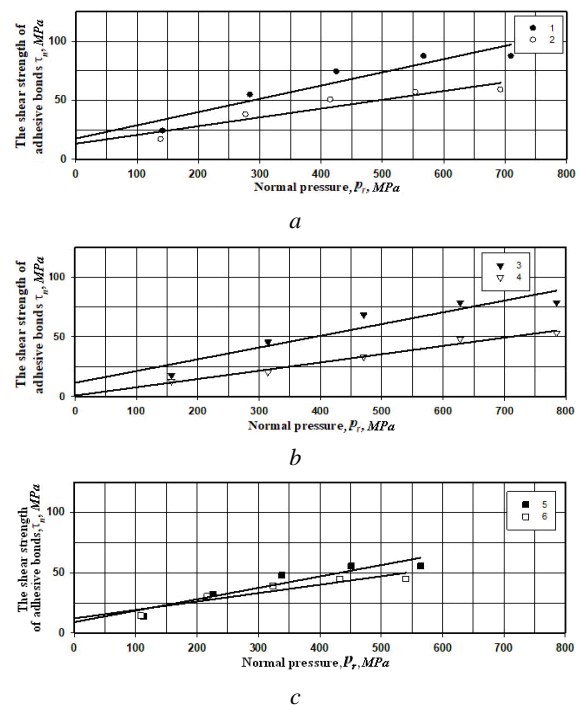 The shear strength of
adhesive bonds τn, MPa
100
50
0
1
2
0 100 200 300 400 500 600 700 800
Normal pressure, pr, MPa
a
The shear strength of
adhesive bonds τn, MPa
100
50
0
3
4
0 100 200 300 400 500 600 700 800
Normal pressure, pr, MPa
b
The shear strength
of adhesive bonds, τn, MPa
100
50
0
5
6
0 100 200 300 400 500 600 700 800
Normal pressure, pr, MPa
c